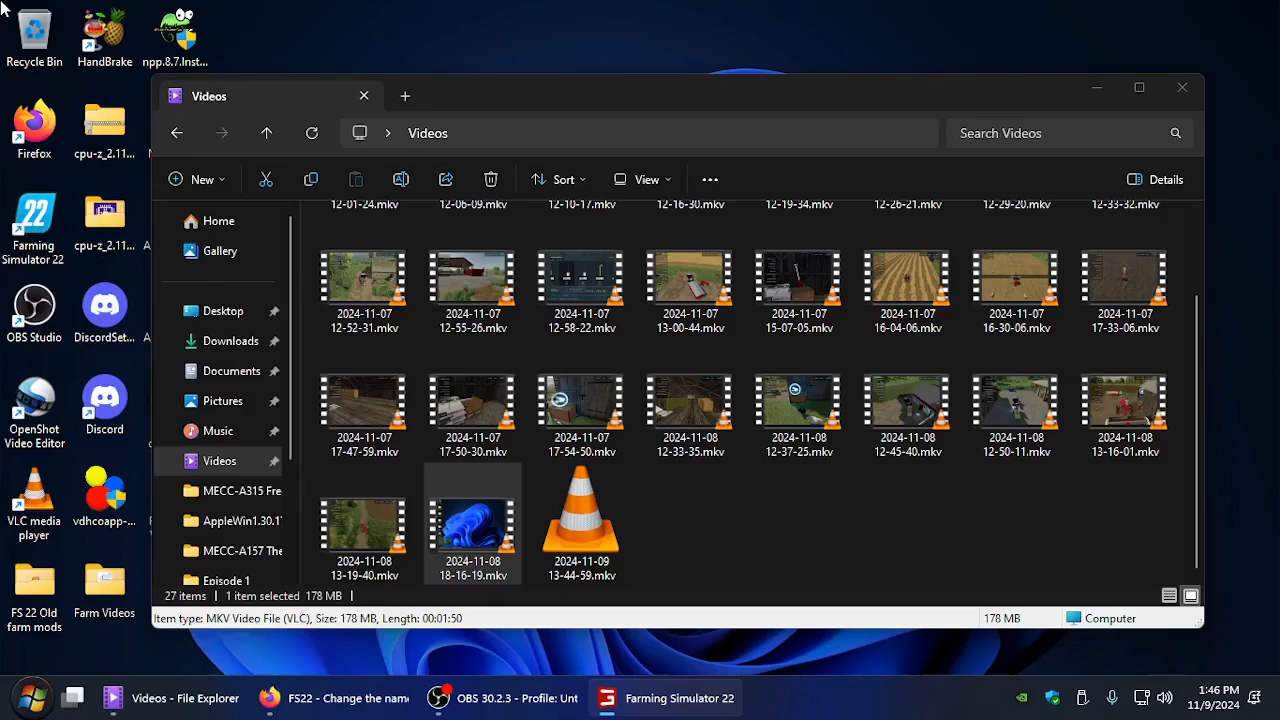 Recycle Bin
HandBrake
npp.8.7.Inst...
Firefox
cpu-z_2.11...
Farming
Simulator 22
cpu-z_2.11...
OBS Studio
DiscordSet...
OpenShot
Video Editor
Discord
VLC media
player
vdhcoapp-...
FS 22 Old
farm mods
Farm Videos
Videos
Videos
Search Videos
New
Sort
View
Details
Home
Gallery
Desktop
Downloads
Documents
Pictures
Music
Videos
MECC-A315 Fre
AppleWin1.30.1
MECC-A157 The
Episode 1
12-01-24.mkv
12-06-09.mkv
12-10-17.mkv
12-16-30.mkv
12-19-34.mkv
12-26-21.mkv
12-29-20.mkv
12-33-32.mkv
2024-11-07
12-52-31.mkv
2024-11-07
12-55-26.mkv
2024-11-07
12-58-22.mkv
2024-11-07
13-00-44.mkv
2024-11-07
15-07-05.mkv
2024-11-07
16-04-06.mkv
2024-11-07
16-30-06.mkv
2024-11-07
17-33-06.mkv
2024-11-07
17-47-59.mkv
2024-11-07
17-50-30.mkv
2024-11-07
17-54-50.mkv
2024-11-08
12-33-35.mkv
2024-11-08
12-37-25.mkv
2024-11-08
12-45-40.mkv
2024-11-08
12-50-11.mkv
2024-11-08
13-16-01.mkv
2024-11-08
13-19-40.mkv
2024-11-08
18-16-19.mkv
2024-11-09
13-44-59.mkv
27 items
1 item selected 178 MB
Item type: MKV Video File (VLC), Size: 178 MB, Length: 00:01:50
178 MB
Computer
Videos - File Explorer
FS22 - Change the name
OBS 30.2.3 - Profile: Unt
Farming Simulator 22
1:46 PM
11/9/2024